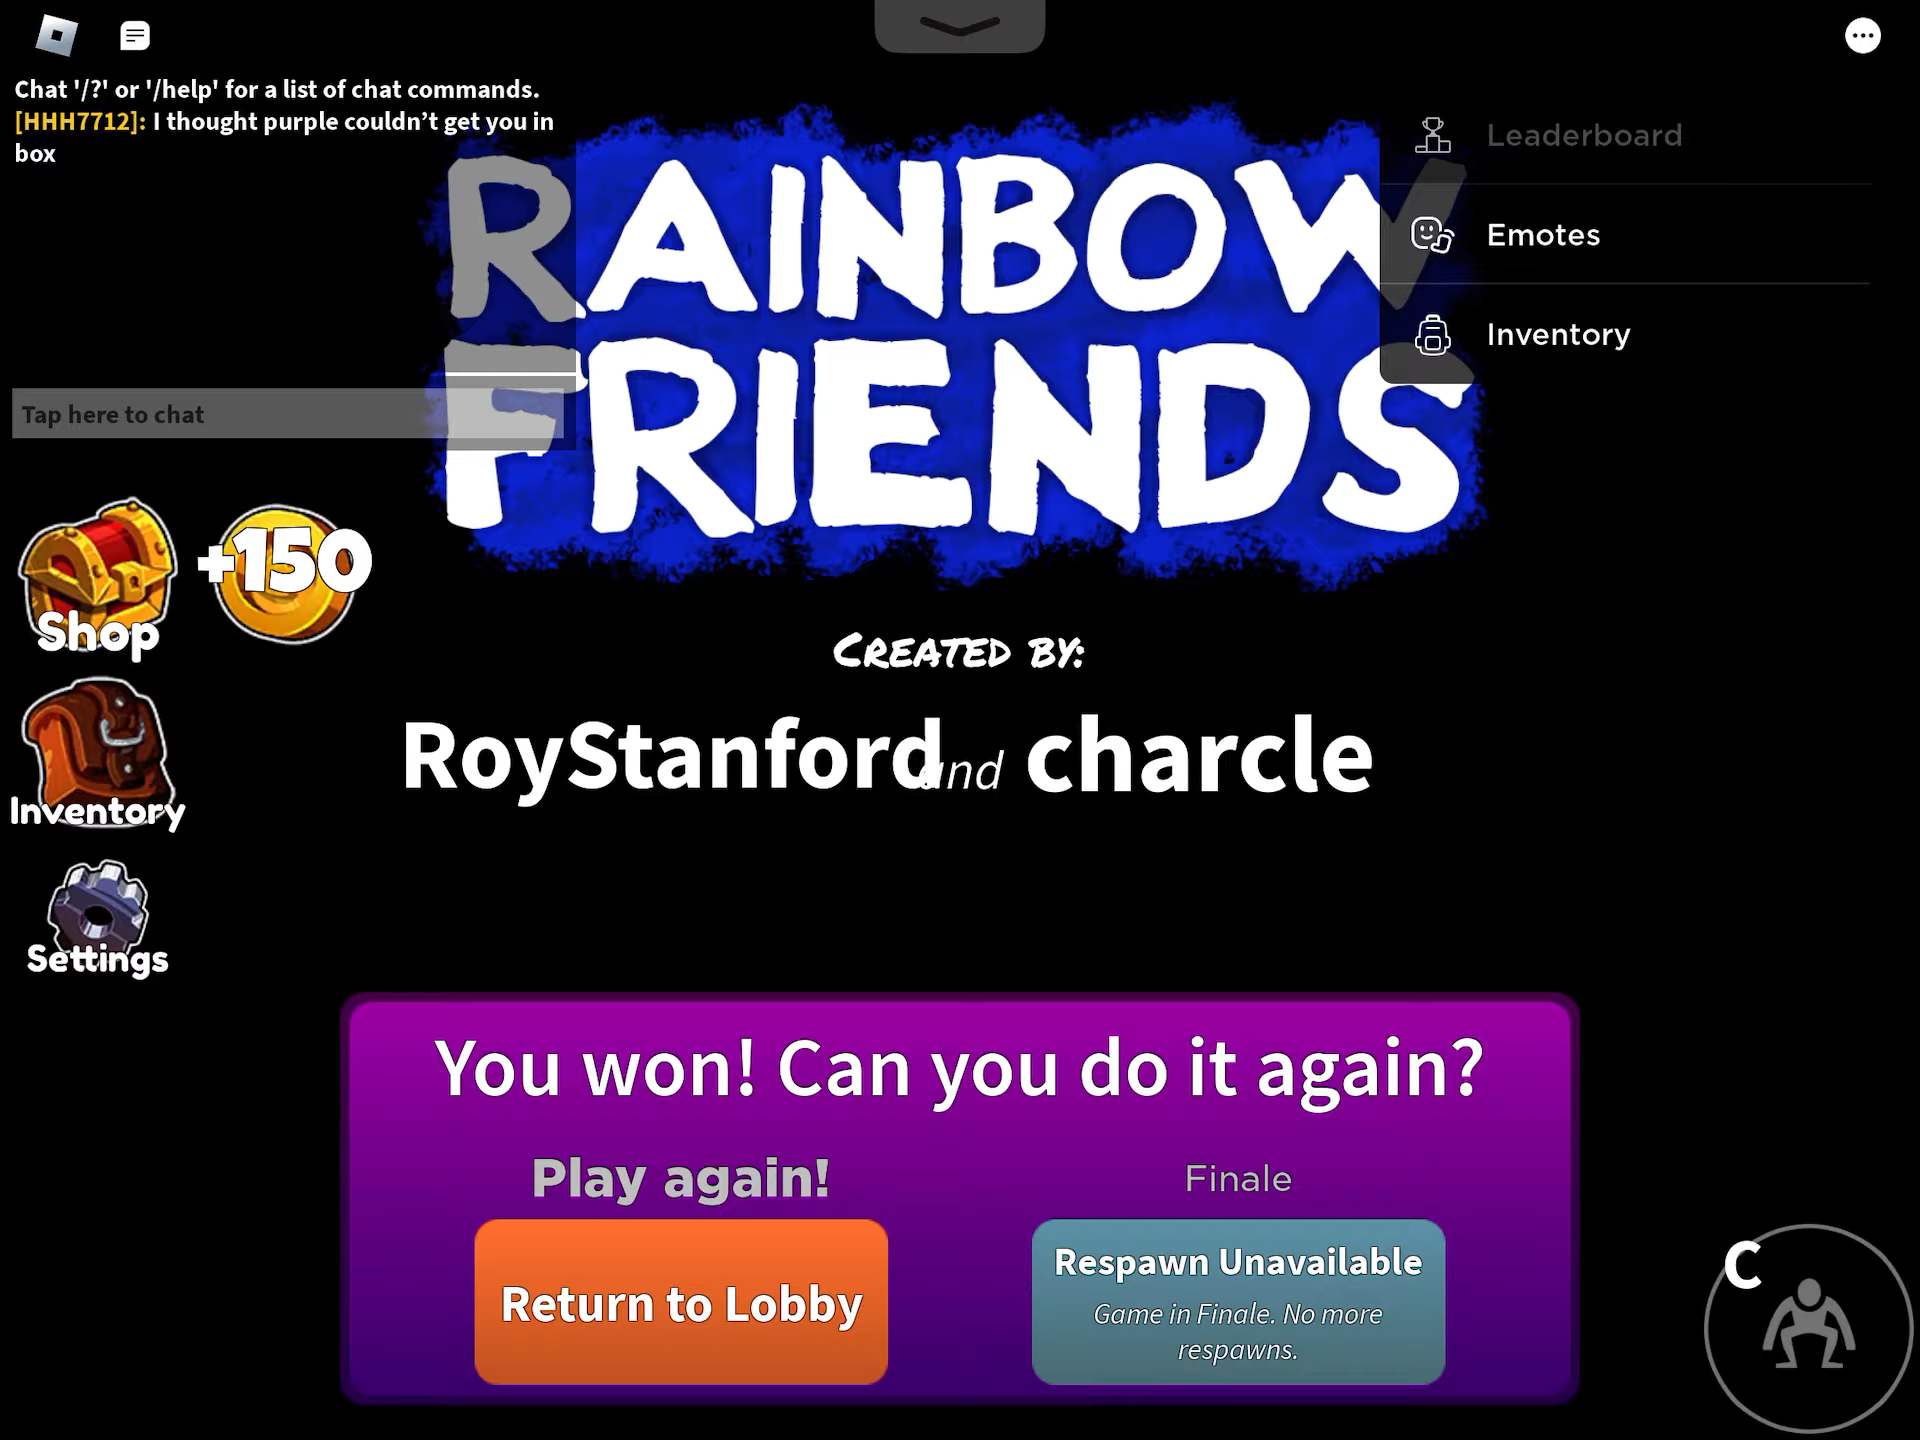 Chat '/?' or '/help' for a list of chat commands.
[HHH7712]: I thought purple couldn’t get you in
box
Tap here to chat
Leaderboard
Emotes
Inventory
RAINBOW
FRIENDS
+150
Shop
Inventory
Settings
CREATED BY:
RoyStanford and charcle
You won! Can you do it again?
Play again!
Finale
Return to Lobby
Respawn Unavailable
Game in Finale. No more
respawns.
C